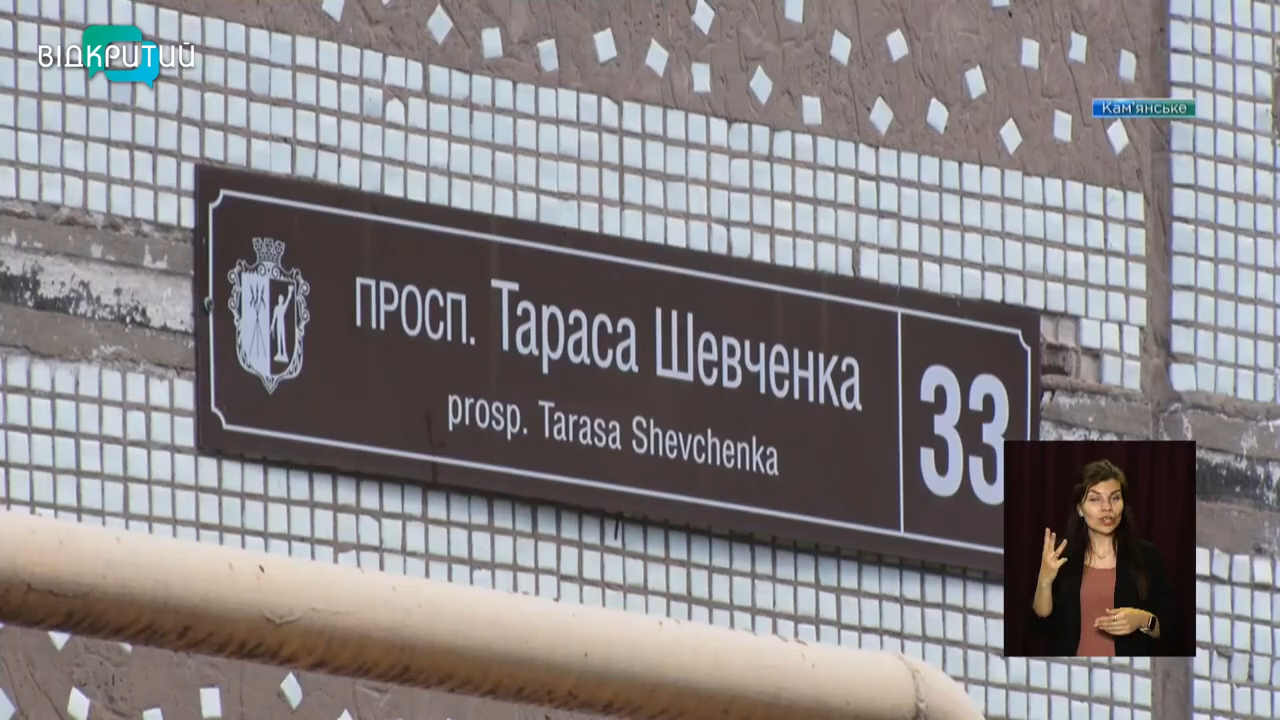 ВІДКРИТИЙ
Кам'янське
просп. Тараса Шевченка
prosp. Tarasa Shevchenka
33